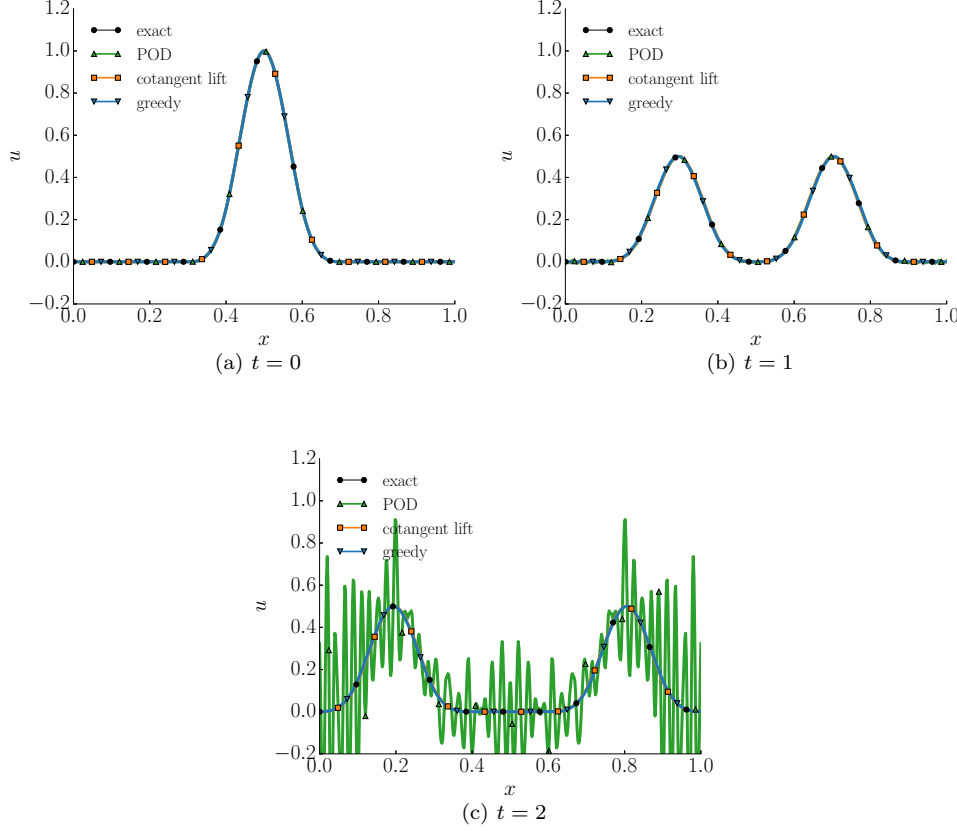 1.2
1.0
0.8
0.6
0.4
0.2
0.0
−0.2
u
exact
POD
cotangent lift
greedy
0.0 0.2 0.4 0.6 0.8 1.0
x
(a) t = 0
1.2
1.0
0.8
0.6
0.4
0.2
0.0
−0.2
u
exact
POD
cotangent lift
greedy
0.0 0.2 0.4 0.6 0.8 1.0
x
(b) t = 1
1.2
1.0
0.8
0.6
0.4
0.2
0.0
−0.2
u
exact
POD
cotangent lift
greedy
0.0 0.2 0.4 0.6 0.8 1.0
x
(c) t = 2